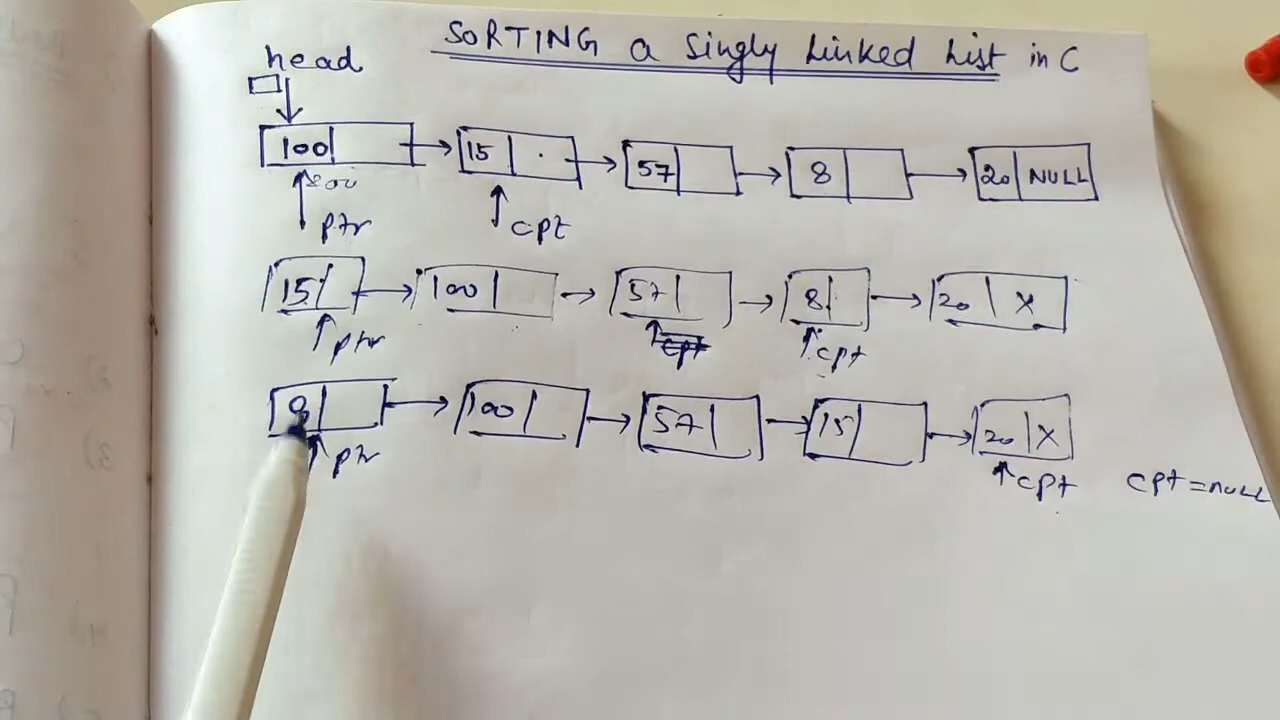 SORTING a Singly Linked List in C
head
100 15 57 8 20 NULL
ptr cpt
15 100 57 8 20 X
ptr cpt cpt
8 100 57 15 20 X
ptr cpt cpt = NULL